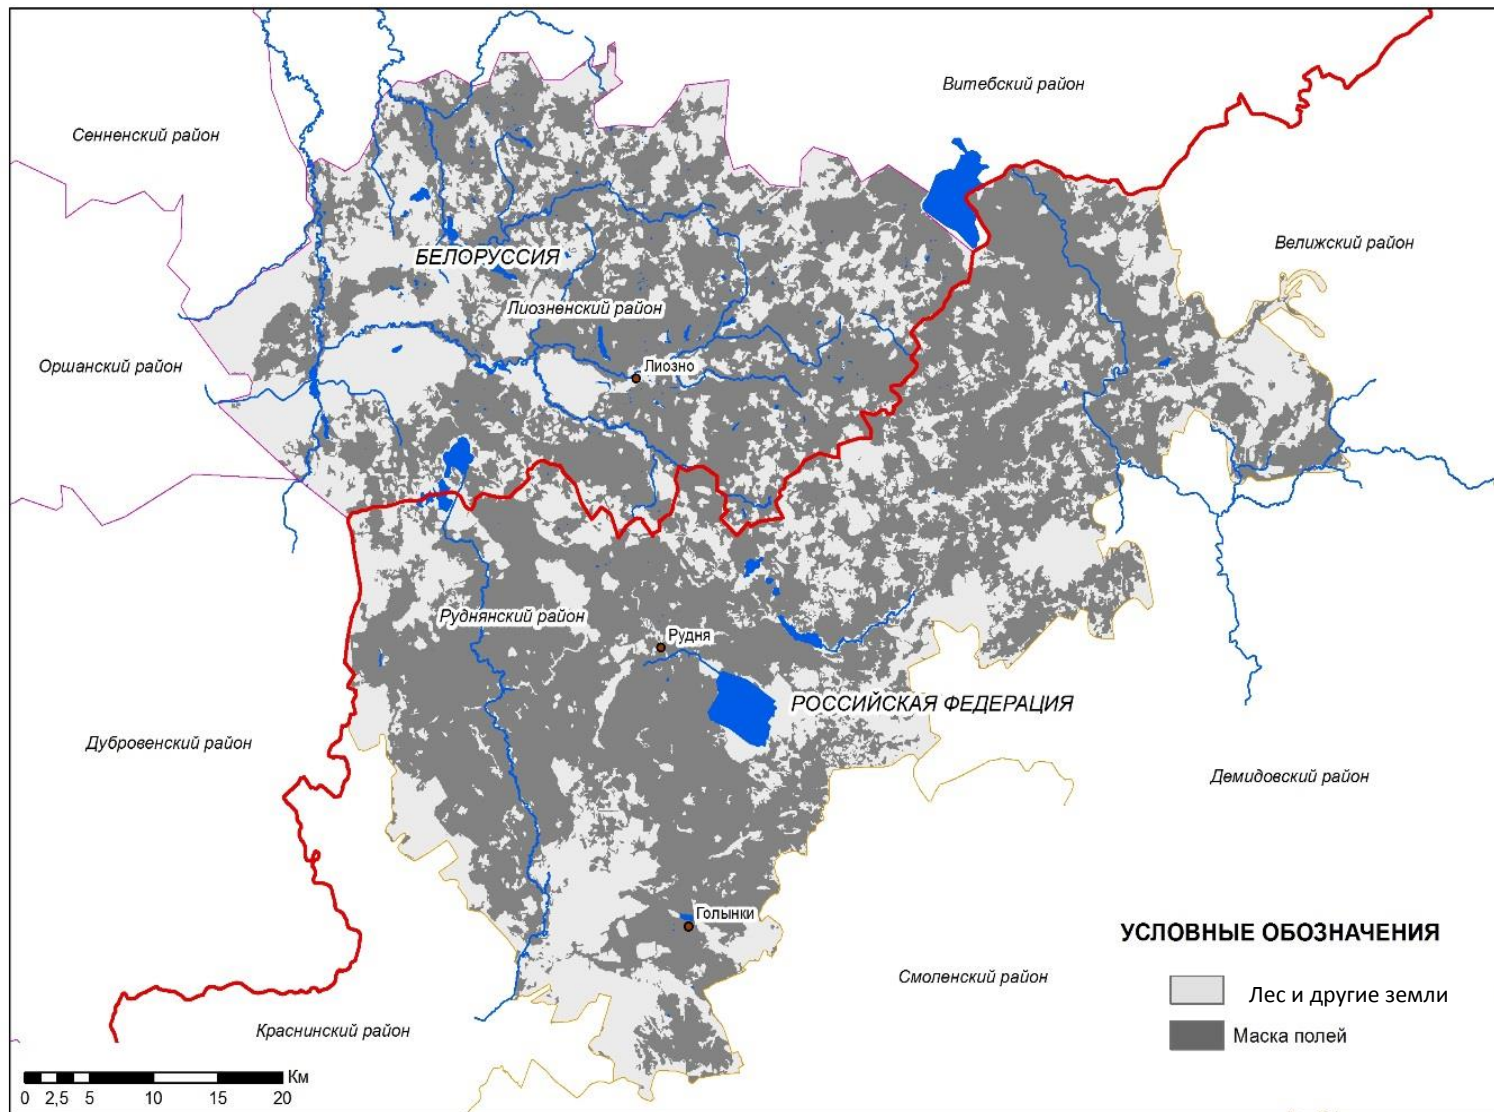 Витебский район
Сенненский район
Велижский район
БЕЛОРУССИЯ
Лиозненский район
Оршанский район
Лиозно
Руднянский район
Рудня
РОССИЙСКАЯ ФЕДЕРАЦИЯ
Дубровенский район
Демидовский район
Голынки
УСЛОВНЫЕ ОБОЗНАЧЕНИЯ
Смоленский район
Лес и другие земли
Краснинский район
Маска полей
Км
0 2,5 5 10 15 20